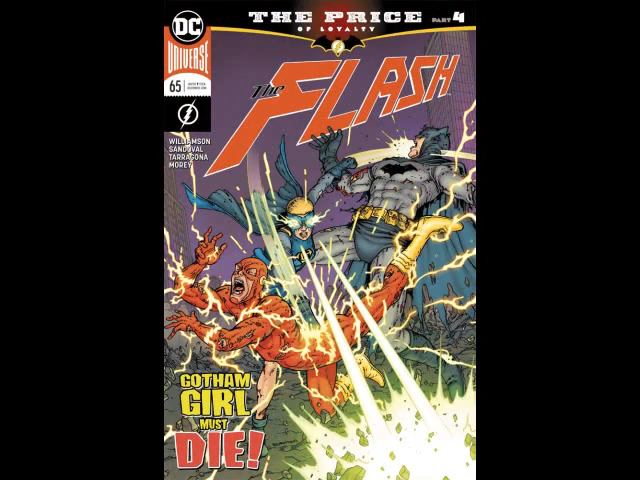 DC
UNIVERSE
65
THE PRICE
OF LOYALTY
PART 4
The FLASH
WILLIAMSON
SANDOVAL
TARRAGONA
MOREY
GOTHAM
GIRL
MUST
DIE!